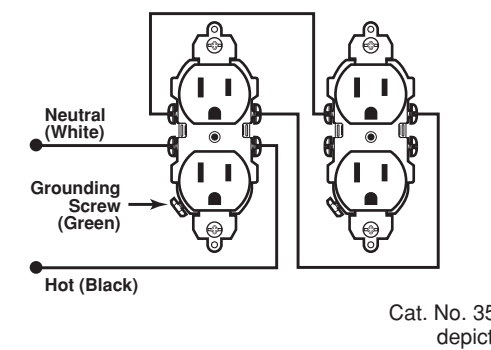 Neutral
(White)
Grounding
Screw
(Green)
Hot (Black)
Cat. No. 35
depict